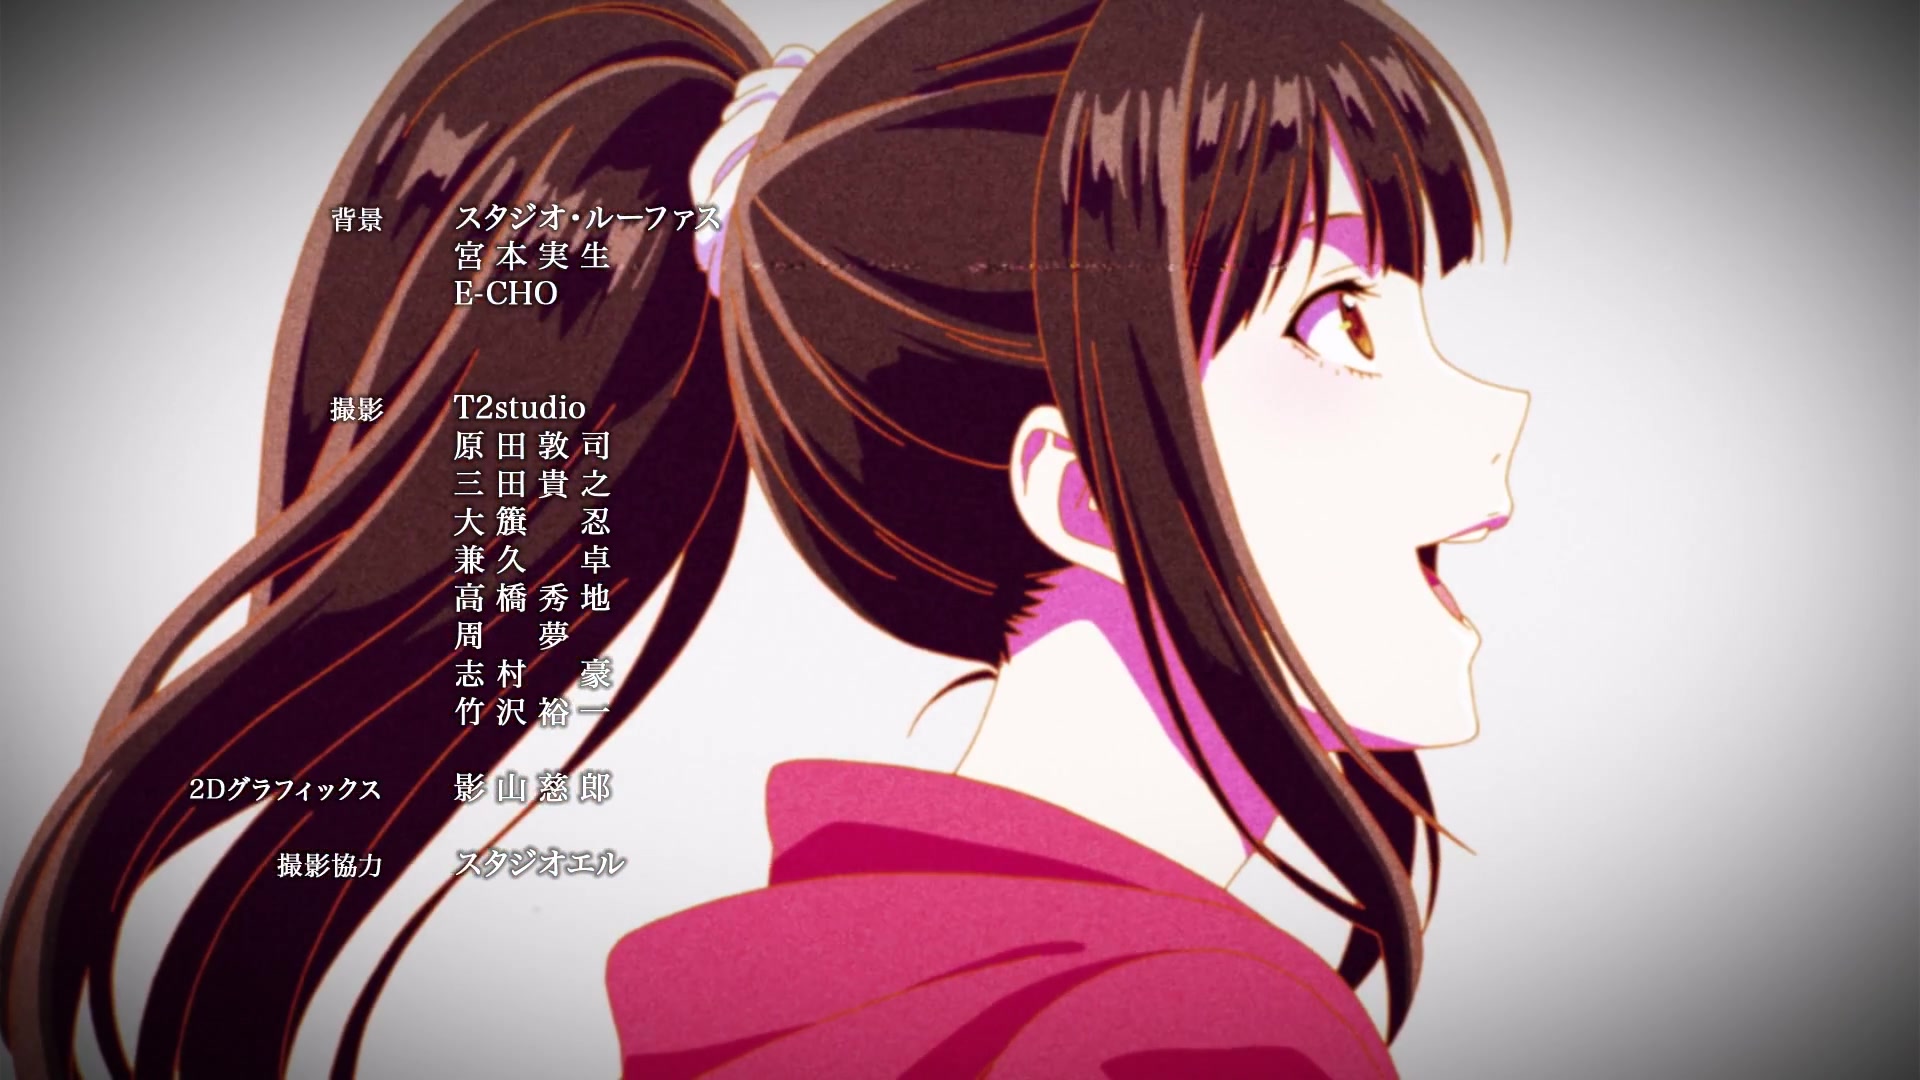 背景 スタジオ・ルーファス
宮本実生
E-CHO
撮影 T2studio
原田敦司
三田貴之
大籏 忍
兼久 卓
高橋秀地
周 夢
志村 豪
竹沢裕一
2Dグラフィックス 影山慈郎
撮影協力 スタジオエル